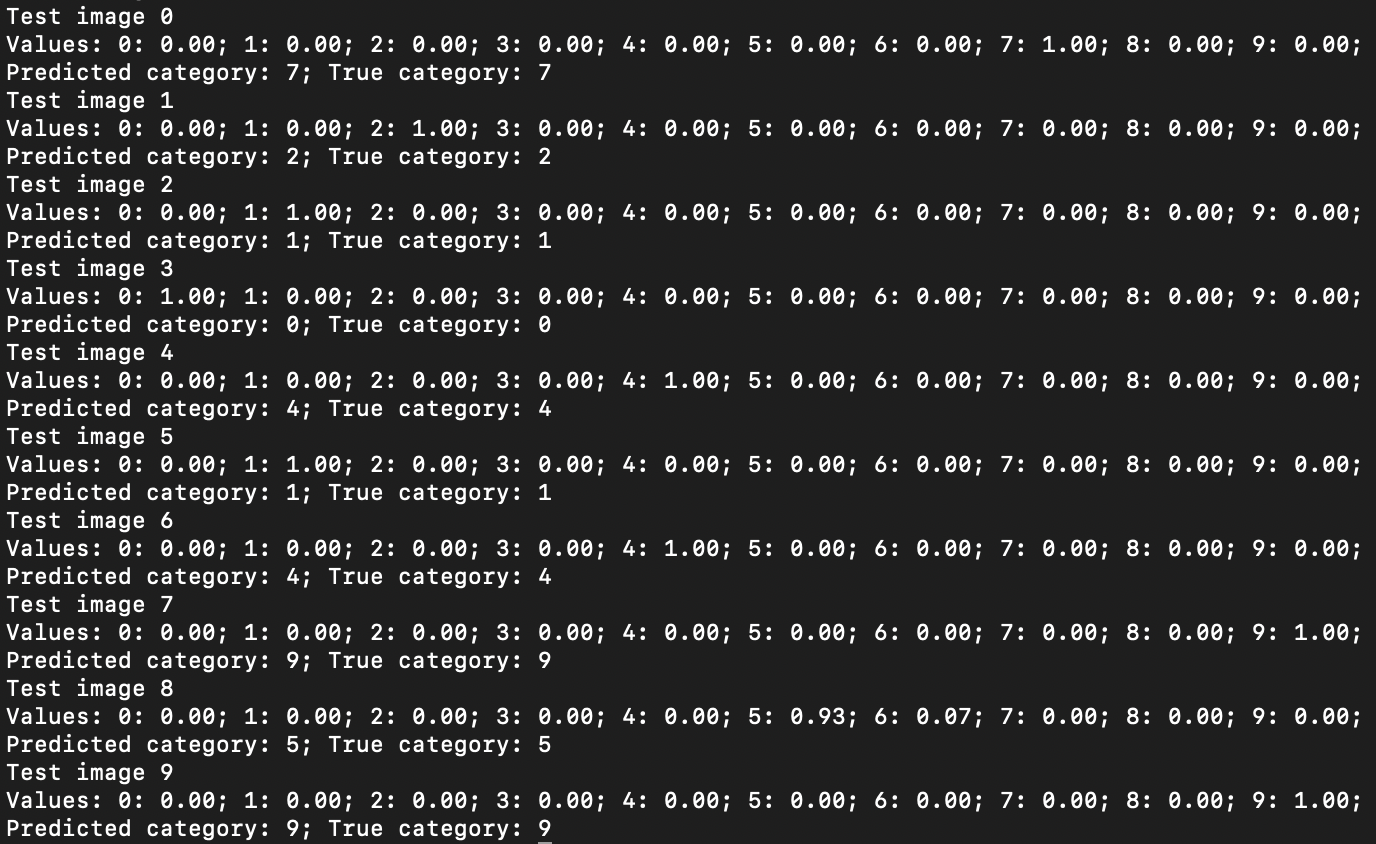 Test image 0
Values: 0: 0.00; 1: 0.00; 2: 0.00; 3: 0.00; 4: 0.00; 5: 0.00; 6: 0.00; 7: 1.00; 8: 0.00; 9: 0.00;
Predicted category: 7; True category: 7
Test image 1
Values: 0: 0.00; 1: 0.00; 2: 1.00; 3: 0.00; 4: 0.00; 5: 0.00; 6: 0.00; 7: 0.00; 8: 0.00; 9: 0.00;
Predicted category: 2; True category: 2
Test image 2
Values: 0: 0.00; 1: 1.00; 2: 0.00; 3: 0.00; 4: 0.00; 5: 0.00; 6: 0.00; 7: 0.00; 8: 0.00; 9: 0.00;
Predicted category: 1; True category: 1
Test image 3
Values: 0: 1.00; 1: 0.00; 2: 0.00; 3: 0.00; 4: 0.00; 5: 0.00; 6: 0.00; 7: 0.00; 8: 0.00; 9: 0.00;
Predicted category: 0; True category: 0
Test image 4
Values: 0: 0.00; 1: 0.00; 2: 0.00; 3: 0.00; 4: 1.00; 5: 0.00; 6: 0.00; 7: 0.00; 8: 0.00; 9: 0.00;
Predicted category: 4; True category: 4
Test image 5
Values: 0: 0.00; 1: 1.00; 2: 0.00; 3: 0.00; 4: 0.00; 5: 0.00; 6: 0.00; 7: 0.00; 8: 0.00; 9: 0.00;
Predicted category: 1; True category: 1
Test image 6
Values: 0: 0.00; 1: 0.00; 2: 0.00; 3: 0.00; 4: 1.00; 5: 0.00; 6: 0.00; 7: 0.00; 8: 0.00; 9: 0.00;
Predicted category: 4; True category: 4
Test image 7
Values: 0: 0.00; 1: 0.00; 2: 0.00; 3: 0.00; 4: 0.00; 5: 0.00; 6: 0.00; 7: 0.00; 8: 0.00; 9: 1.00;
Predicted category: 9; True category: 9
Test image 8
Values: 0: 0.00; 1: 0.00; 2: 0.00; 3: 0.00; 4: 0.00; 5: 0.93; 6: 0.07; 7: 0.00; 8: 0.00; 9: 0.00;
Predicted category: 5; True category: 5
Test image 9
Values: 0: 0.00; 1: 0.00; 2: 0.00; 3: 0.00; 4: 0.00; 5: 0.00; 6: 0.00; 7: 0.00; 8: 0.00; 9: 1.00;
Predicted category: 9; True category: 9